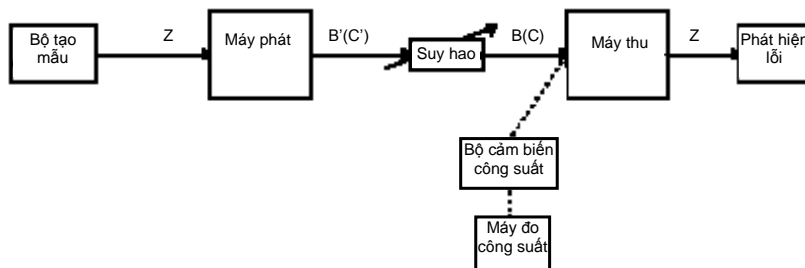 Bộ tạo
mẫu
Z
Máy phát
B’(C’)
Suy hao
B(C)
Máy thu
Z
Phát hiện
lỗi
Bộ cảm biến
công suất
Máy đo
công suất